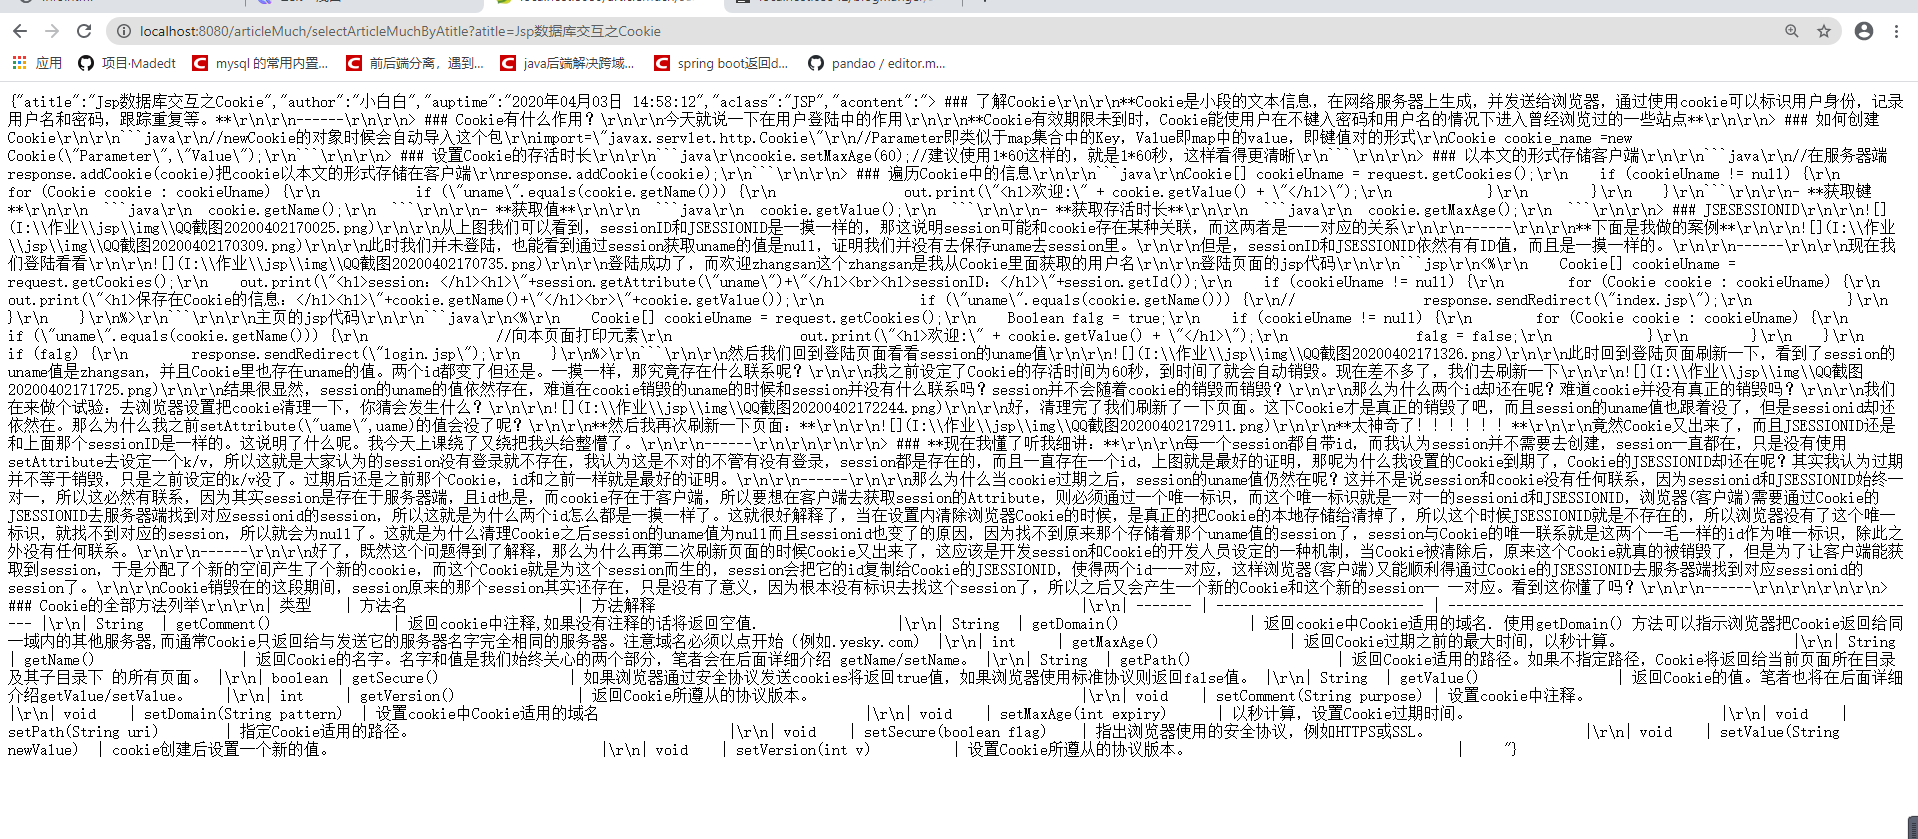 localhost:8080/articleMuch/selectArticleMuchByAtitle?atitle=Jsp数据库交互之Cookie
应用 项目·Madedt mysql 的常用内置... 前后端分离，遇到... java后端解决跨域... spring boot返回d... pandao / editor.m...
{"atitle":"Jsp数据库交互之Cookie","author":"小白白","auptime":"2020年04月03日 14:58:12","aclass":"JSP","acontent":"> ### 了解Cookie\r\n\r\n**Cookie是小段的文本信息，在网络服务器上生成，并发送给浏览器，通过使用cookie可以标识用户身份，记录
用户名和密码，跟踪重复等。**\r\n\r\n------\r\n\r\n> ### Cookie有什么作用？\r\n\r\n今天就说一下在用户登陆中的作用\r\n\r\n**Cookie有效期限未到时，Cookie能使用户在不键入密码和用户名的情况下进入曾经浏览过的一些站点**\r\n\r\n> ### 如何创建
Cookie\r\n\r\n```java\r\n//newCookie的对象时候会自动导入这个包\r\nimport=\"javax.servlet.http.Cookie\"\r\n//Parameter即类似于map集合中的Key，Value即map中的value，即键值对的形式\r\nCookie cookie_name =new
Cookie(\"Parameter\",\"Value\");\r\n```\r\n\r\n> ### 设置Cookie的存活时长\r\n\r\n```java\r\ncookie.setMaxAge(60);//建议使用1*60这样的，就是1*60秒，这样看得更清晰\r\n```\r\n\r\n> ### 以本文的形式存储客户端\r\n\r\n```java\r\n//在服务器端
response.addCookie(cookie)把cookie以本文的形式存储在客户端\r\nresponse.addCookie(cookie);\r\n```\r\n\r\n> ### 遍历Cookie中的信息\r\n\r\n```java\r\nCookie[] cookieUname = request.getCookies();\r\n if (cookieUname != null) {\r\n
for (Cookie cookie : cookieUname) {\r\n if (\"uname\".equals(cookie.getName())) {\r\n out.print(\"<h1>欢迎:\" + cookie.getValue() + \"</h1>\");\r\n }\r\n }\r\n }\r\n```\r\n\r\n- **获取键
**\r\n\r\n ```java\r\n cookie.getName();\r\n ```\r\n\r\n- **获取值**\r\n\r\n ```java\r\n cookie.getValue();\r\n ```\r\n\r\n- **获取存活时长**\r\n\r\n ```java\r\n cookie.getMaxAge();\r\n ```\r\n\r\n> ### JSESESSIONID\r\n\r\n![]
(I:\\作业\\jsp\\img\\QQ截图20200402170025.png)\r\n\r\n从上图我们可以看到，sessionID和JSESSIONID是一摸一样的，那这说明session可能和cookie存在某种关联，而这两者是一一对应的关系\r\n\r\n------\r\n\r\n**下面是我做的案例**\r\n\r\n![](I:\\作业
\\jsp\\img\\QQ截图20200402170309.png)\r\n\r\n此时我们并未登陆，也能看到通过session获取uname的值是null，证明我们并没有去保存uname去session里。\r\n\r\n但是，sessionID和JSESSIONID依然有有ID值，而且是一摸一样的。\r\n\r\n------\r\n\r\n现在我
们登陆看看\r\n\r\n![](I:\\作业\\jsp\\img\\QQ截图20200402170735.png)\r\n\r\n登陆成功了，而欢迎zhangsan这个zhangsan是我从Cookie里面获取的用户名\r\n\r\n登陆页面的jsp代码\r\n\r\n```jsp\r\n<%\r\n Cookie[] cookieUname =
request.getCookies();\r\n out.print(\"<h1>session：</h1><h1>\"+session.getAttribute(\"uname\")+\"</h1><br><h1>sessionID：</h1>\"+session.getId());\r\n if (cookieUname != null) {\r\n for (Cookie cookie : cookieUname) {\r\n
out.print(\"<h1>保存在Cookie的信息：</h1><h1>\"+cookie.getName()+\"</h1><br>\"+cookie.getValue());\r\n if (\"uname\".equals(cookie.getName())) {\r\n// response.sendRedirect(\"index.jsp\");\r\n }\r\n
}\r\n }\r\n%>\r\n```\r\n\r\n主页的jsp代码\r\n\r\n```java\r\n<%\r\n Cookie[] cookieUname = request.getCookies();\r\n Boolean falg = true;\r\n if (cookieUname != null) {\r\n for (Cookie cookie : cookieUname) {\r\n
if (\"uname\".equals(cookie.getName())) {\r\n //向本页面打印元素\r\n out.print(\"<h1>欢迎:\" + cookie.getValue() + \"</h1>\");\r\n falg = false;\r\n }\r\n }\r\n }\r\n
if (falg) {\r\n response.sendRedirect(\"login.jsp\");\r\n }\r\n%>\r\n```\r\n\r\n然后我们回到登陆页面看看session的uname值\r\n\r\n![](I:\\作业\\jsp\\img\\QQ截图20200402171326.png)\r\n\r\n此时回到登陆页面刷新一下，看到了session的
uname值是zhangsan，并且Cookie里也存在uname的值。两个id都变了但还是。一摸一样，那究竟存在什么联系呢？\r\n\r\n我之前设定了Cookie的存活时间为60秒，到时间了就会自动销毁。现在差不多了，我们去刷新一下\r\n\r\n![](I:\\作业\\jsp\\img\\QQ截图
20200402171725.png)\r\n\r\n结果很显然，session的uname的值依然存在，难道在cookie销毁的uname的时候和session并没有什么联系吗？session并不会随着cookie的销毁而销毁？\r\n\r\n那么为什么两个id却还在呢？难道cookie并没有真正的销毁吗？\r\n\r\n我们
在来做个试验：去浏览器设置把cookie清理一下，你猜会发生什么？\r\n\r\n![](I:\\作业\\jsp\\img\\QQ截图20200402172244.png)\r\n\r\n好，清理完了我们刷新了一下页面。这下Cookie才是真正的销毁了吧，而且session的uname值也跟着没了，但是sessionid却还
依然在。那么为什么我之前setAttribute(\"uame\",uame)的值会没了呢？\r\n\r\n**然后我再次刷新一下页面：**\r\n\r\n![](I:\\作业\\jsp\\img\\QQ截图20200402172911.png)\r\n\r\n**太神奇了！！！！！！**\r\n\r\n竟然Cookie又出来了，而且JSESSIONID还是
和上面那个sessionID是一样的。这说明了什么呢。我今天上课绕了又绕把我头给整懵了。\r\n\r\n------\r\n\r\n> ### **现在我懂了听我细讲：**\r\n\r\n每一个session都自带id，而我认为session并不需要去创建，session一直都在，只是没有使用
setAttribute去设定一个k/v，所以这就是大家认为的session没有登录就不存在，我认为这是不对的不管有没有登录，session都是存在的，而且一直存在一个id，上图就是最好的证明，那呢为什么我设置的Cookie到期了，Cookie的JSESSIONID却还在呢？其实我认为过期
并不等于销毁，只是之前设定的k/v没了。过期后还是之前那个Cookie，id和之前一样就是最好的证明。\r\n\r\n------\r\n\r\n那么为什么当cookie过期之后，session的uname值仍然在呢？这并不是说session和cookie没有任何联系，因为sessionid和JSESSIONID始终一
对一，所以这必然有联系，因为其实session是存在于服务器端，且id也是，而cookie存在于客户端，所以要想在客户端去获取session的Attribute，则必须通过一个唯一标识，而这个唯一标识就是一对一的sessionid和JSESSIONID，浏览器(客户端)需要通过Cookie的
JSESSIONID去服务器端找到对应sessionid的session，所以这就是为什么两个id怎么都是一摸一样了。这就很好解释了，当在设置内清除浏览器Cookie的时候，是真正的把Cookie的本地存储给清掉了，所以这个时候JSESSIONID就是不存在的，所以浏览器没有了这个唯一
标识，就找不到对应的session，所以就会为null了。这就是为什么清理Cookie之后session的uname值为null而且sessionid也变了的原因，因为找不到原来那个存储着那个uname值的session了，session与Cookie的唯一联系就是这两个一毛一样的id作为唯一标识，除此之
外没有任何联系。\r\n\r\n------\r\n\r\n好了，既然这个问题得到了解释，那么为什么再第二次刷新页面的时候Cookie又出来了，这应该是开发session和Cookie的开发人员设定的一种机制，当Cookie被清除后，原来这个Cookie就真的被销毁了，但是为了让客户端能获
取到session，于是分配了个新的空间产生了个新的cookie，而这个Cookie就是为这个session而生的，session会把它的id复制给Cookie的JSESSIONID，使得两个id一一对应，这样浏览器(客户端)又能顺利得通过Cookie的JSESSIONID去服务器端找到对应sessionid的
session了。\r\n\r\nCookie销毁在的这段期间，session原来的那个session其实还存在，只是没有了意义，因为根本没有标识去找这个session了，所以之后又会产生一个新的Cookie和这个新的session一 一对应。看到这你懂了吗？\r\n\r\n------\r\n\r\n\r\n\r\n>
### Cookie的全部方法列举\r\n\r\n| 类型 | 方法名 | 方法解释 |\r\n| ------- | -------------------------- | ---------------------------------------------------------
--- |\r\n| String | getComment() | 返回cookie中注释,如果没有注释的话将返回空值. |\r\n| String | getDomain() | 返回cookie中Cookie适用的域名. 使用getDomain() 方法可以指示浏览器把Cookie返回给同
一域内的其他服务器,而通常Cookie只返回给与发送它的服务器名字完全相同的服务器。注意域名必须以点开始（例如.yesky.com） |\r\n| int | getMaxAge() | 返回Cookie过期之前的最大时间，以秒计算。 |\r\n| String
| getName() | 返回Cookie的名字。名字和值是我们始终关心的两个部分，笔者会在后面详细介绍 getName/setName。 |\r\n| String | getPath() | 返回Cookie适用的路径。如果不指定路径，Cookie将返回给当前页面所在目录
及其子目录下 的所有页面。 |\r\n| boolean | getSecure() | 如果浏览器通过安全协议发送cookies将返回true值，如果浏览器使用标准协议则返回false值。 |\r\n| String | getValue() | 返回Cookie的值。笔者也将在后面详细
介绍getValue/setValue。 |\r\n| int | getVersion() | 返回Cookie所遵从的协议版本。 |\r\n| void | setComment(String purpose) | 设置cookie中注释。
|\r\n| void | setDomain(String pattern) | 设置cookie中Cookie适用的域名 |\r\n| void | setMaxAge(int expiry) | 以秒计算，设置Cookie过期时间。 |\r\n| void |
setPath(String uri) | 指定Cookie适用的路径。 |\r\n| void | setSecure(boolean flag) | 指出浏览器使用的安全协议，例如HTTPS或SSL。 |\r\n| void | setValue(String
newValue) | cookie创建后设置一个新的值。 |\r\n| void | setVersion(int v) | 设置Cookie所遵从的协议版本。 | "}